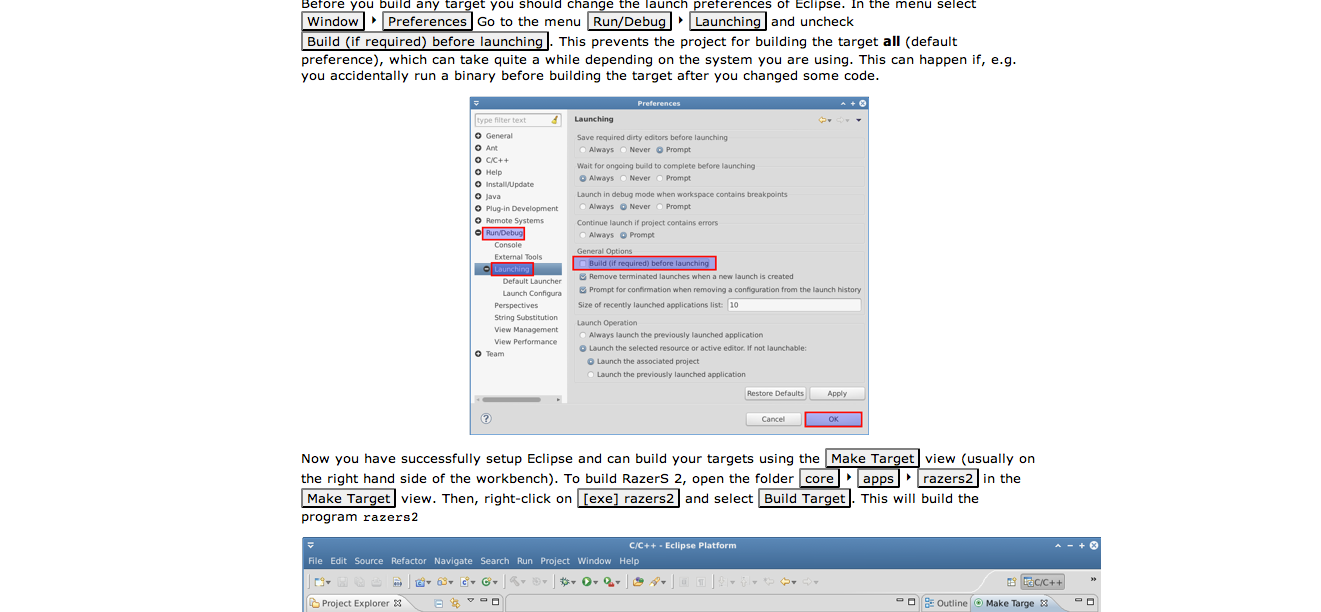 Before you build any target you should change the launch preferences of Eclipse. In the menu select
Window ▸ Preferences Go to the menu Run/Debug ▸ Launching and uncheck
Build (if required) before launching. This prevents the project for building the target all (default
preference), which can take quite a while depending on the system you are using. This can happen if, e.g.
you accidentally run a binary before building the target after you changed some code.
Preferences
type filter text
General
Ant
C/C++
Help
Install/Update
Java
Plug-in Development
Remote Systems
Run/Debug
Console
External Tools
Launching
Default Launcher
Launch Configura
Perspectives
String Substitution
View Management
View Performance
Team
Launching
Save required dirty editors before launching
Always Never Prompt
Wait for ongoing build to complete before launching
Always Never Prompt
Launch in debug mode when workspace contains breakpoints
Always Never Prompt
Continue launch if project contains errors
Always Prompt
General Options
Build (if required) before launching
Remove terminated launches when a new launch is created
Prompt for confirmation when removing a configuration from the launch history
Size of recently launched applications list: 10
Launch Operation
Always launch the previously launched application
Launch the selected resource or active editor. If not launchable:
Launch the associated project
Launch the previously launched application
Restore Defaults Apply
? Cancel OK
Now you have successfully setup Eclipse and can build your targets using the Make Target view (usually on
the right hand side of the workbench). To build RazerS 2, open the folder core ▸ apps ▸ razers2 in the
Make Target view. Then, right-click on [exe] razers2 and select Build Target. This will build the
program razers2
C/C++ - Eclipse Platform
File Edit Source Refactor Navigate Search Run Project Window Help
C/C++ »
Project Explorer Outline Make Targe